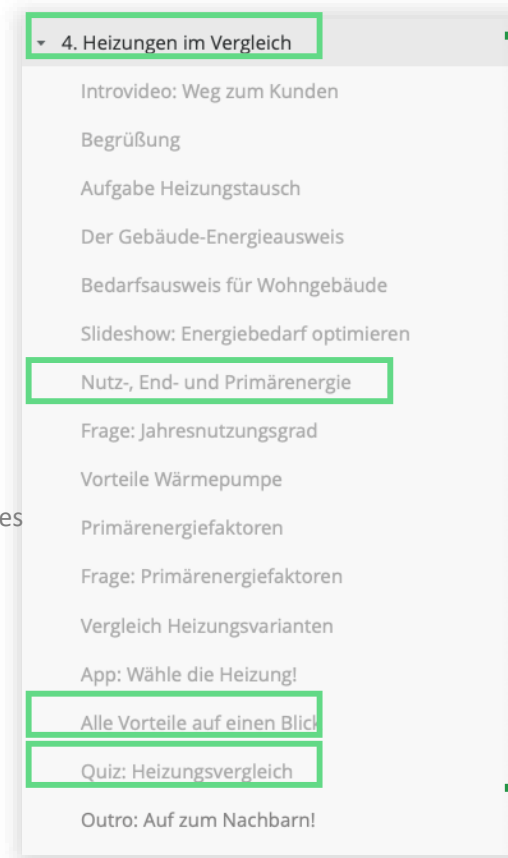 4. Heizungen im Vergleich
Introvideo: Weg zum Kunden
Begrüßung
Aufgabe Heizungstausch
Der Gebäude-Energieausweis
Bedarfsausweis für Wohngebäude
Slideshow: Energiebedarf optimieren
Nutz-, End- und Primärenergie
Frage: Jahresnutzungsgrad
Vorteile Wärmepumpe
es
Primärenergiefaktoren
Frage: Primärenergiefaktoren
Vergleich Heizungsvarianten
App: Wähle die Heizung!
Alle Vorteile auf einen Blick
Quiz: Heizungsvergleich
Outro: Auf zum Nachbarn!